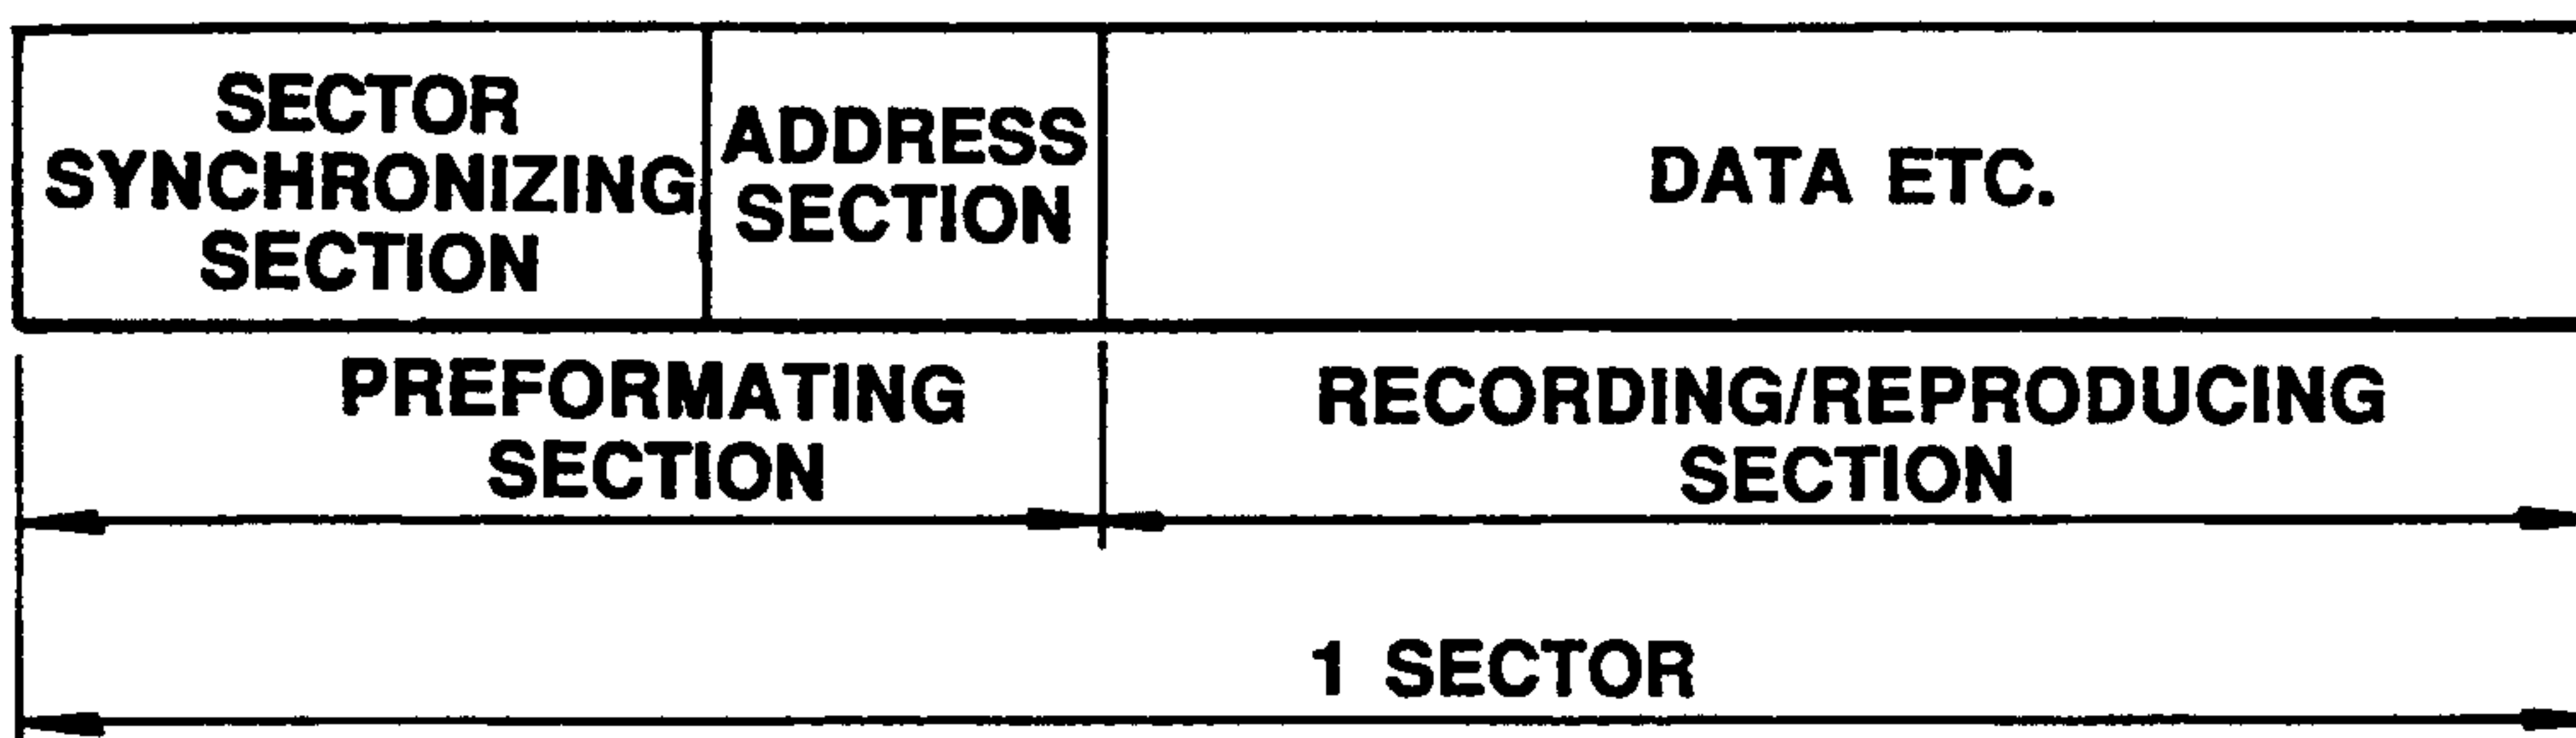 SECTOR
SYNCHRONIZING
SECTION
ADDRESS
SECTION
DATA ETC.
PREFORMATING
SECTION
RECORDING/REPRODUCING
SECTION
1 SECTOR